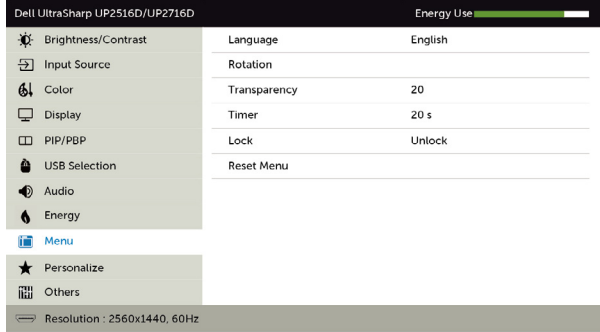 Dell UltraSharp UP2516D/UP2716D Energy Use
Brightness/Contrast Language English
Input Source Rotation
Color Transparency 20
Display Timer 20 s
PIP/PBP Lock Unlock
USB Selection Reset Menu
Audio
Energy
Menu
Personalize
Others
Resolution : 2560x1440, 60Hz